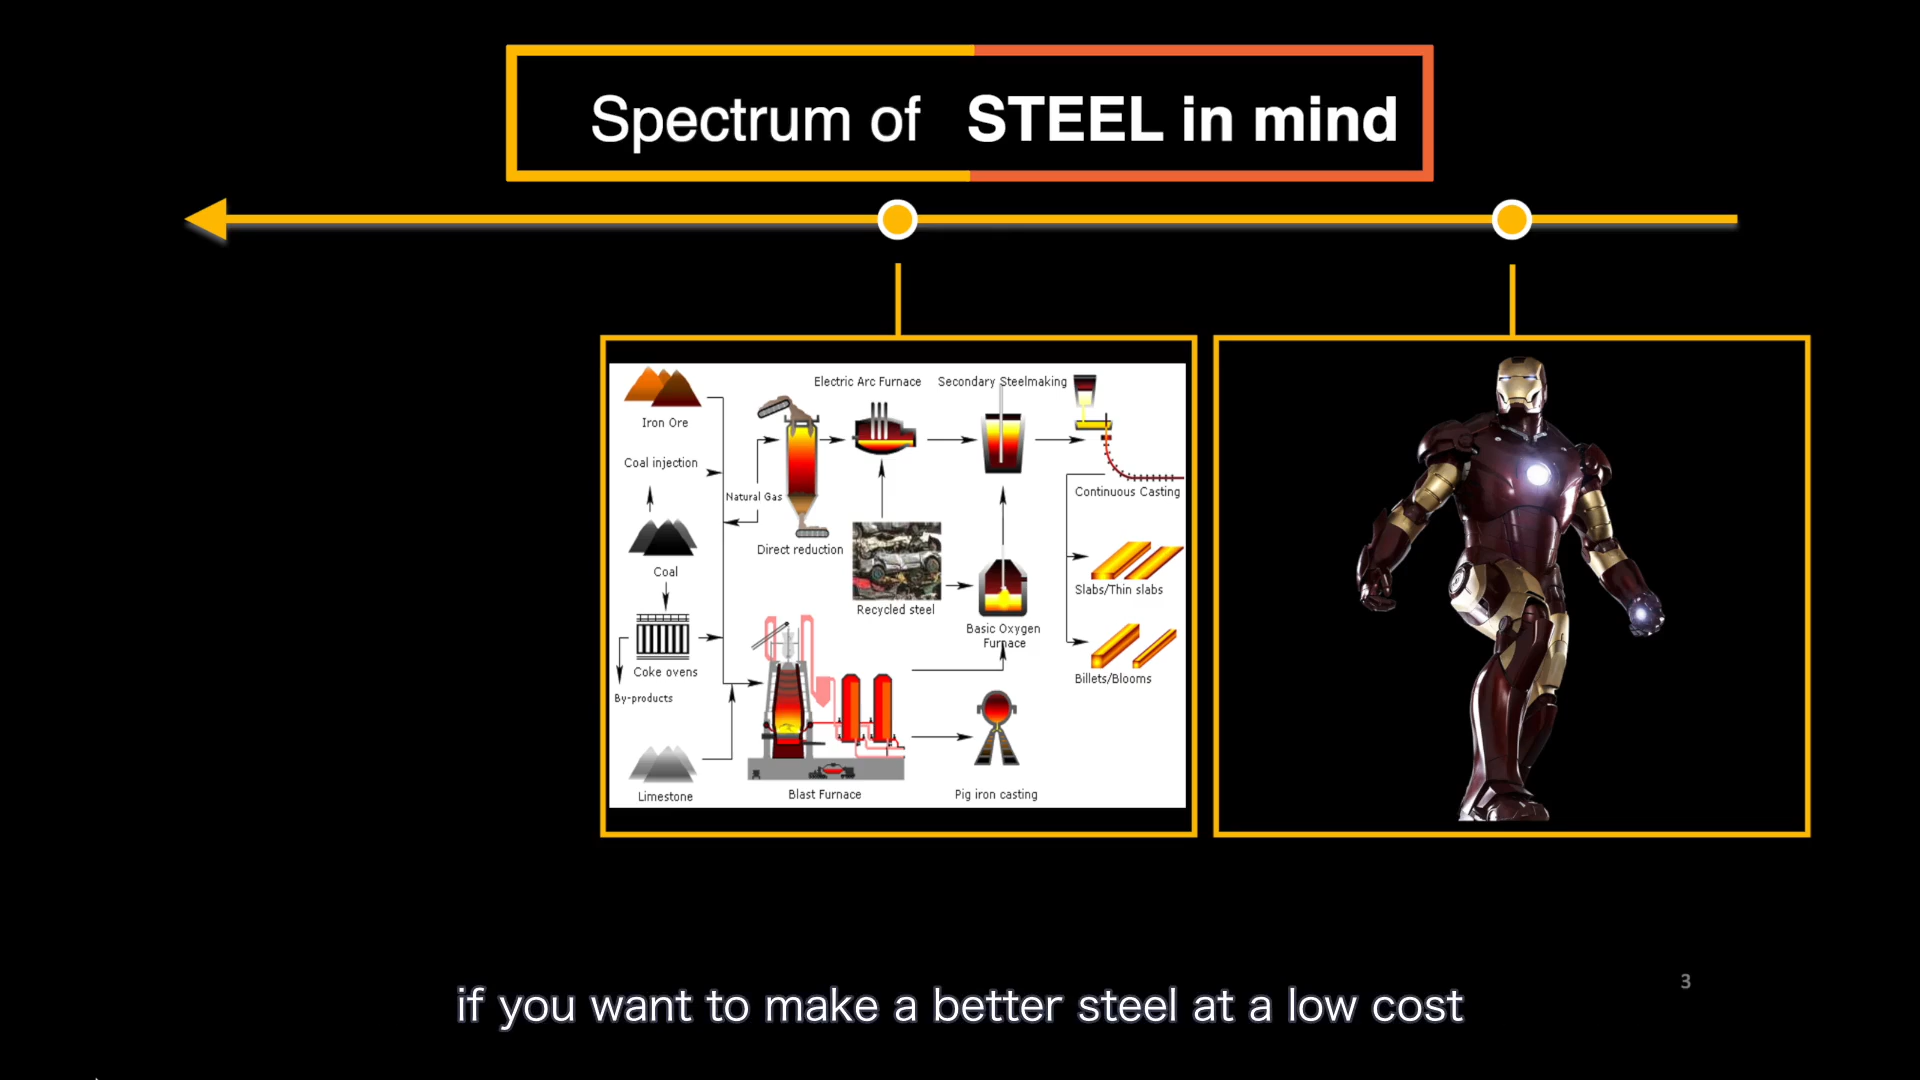 Spectrum of STEEL in mind
Electric Arc Furnace
Secondary Steelmaking
Iron Ore
Coal injection
Natural Gas
Continuous Casting
Direct reduction
Coal
Slabs/Thin slabs
Recycled steel
Basic Oxygen
Furnace
Coke ovens
Billets/Blooms
By-products
Limestone
Blast Furnace
Pig iron casting
3
if you want to make a better steel at a low cost